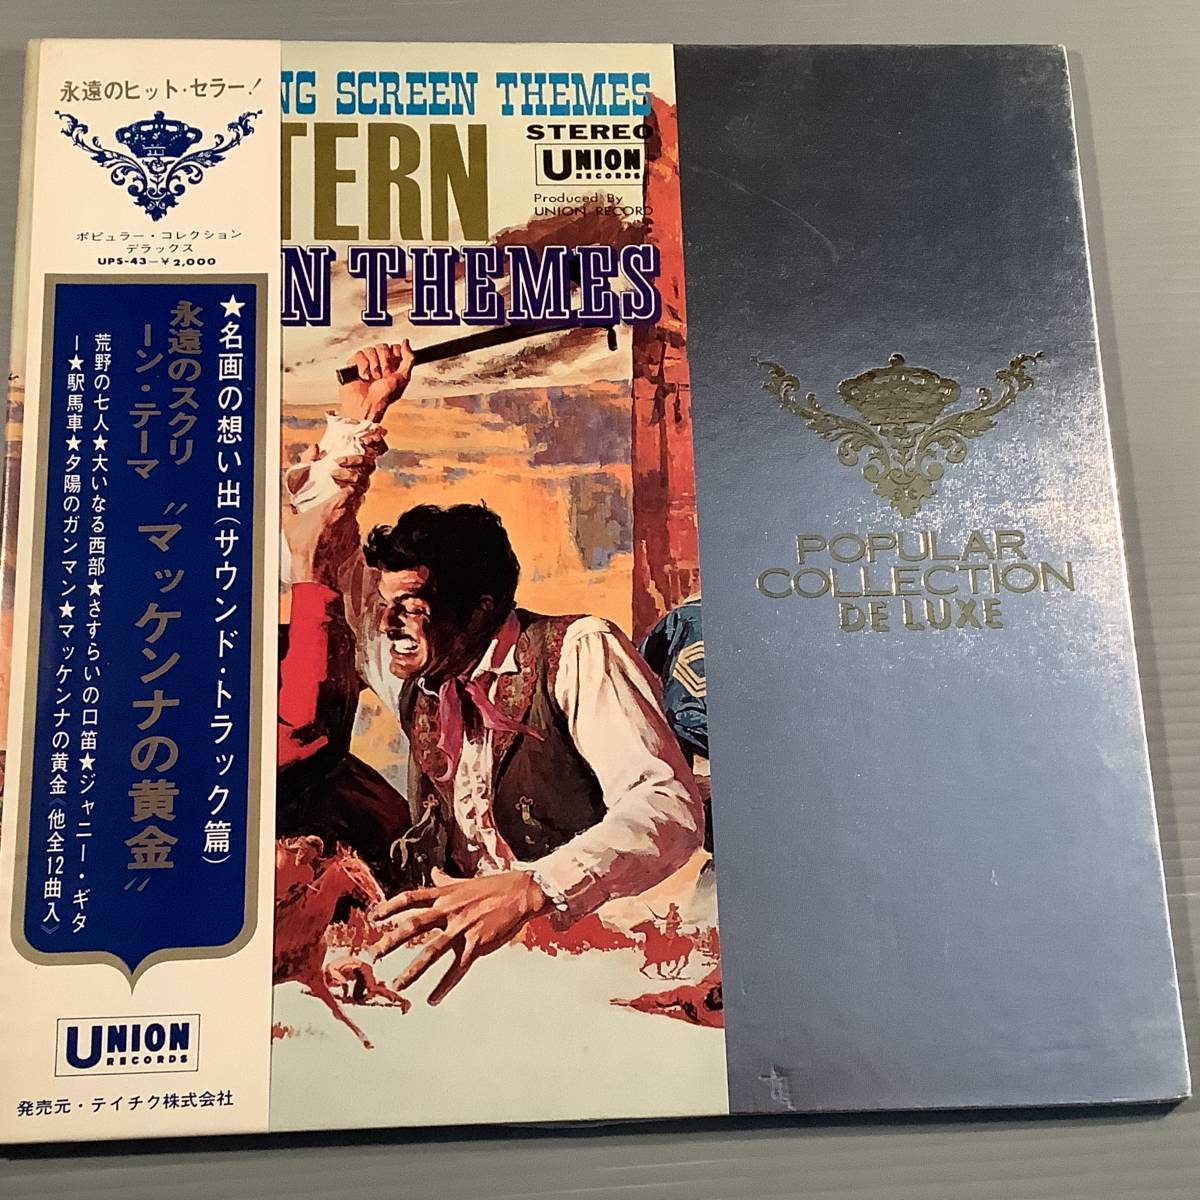 永遠のヒット・セラー!
ポピュラー・コレクション
デラックス
UPS-43—¥2,000
★名画の想い出(サウンド・トラック篇)
永遠のスクリ
ーン・テーマ
〝マッケンナの黄金〟
荒野の七人★大いなる西部★さすらいの口笛★ジャニー・ギタ
ー★駅馬車★夕陽のガンマン★マッケンナの黄金《他全12曲入》
UNION
RECORDS
発売元・テイチク株式会社
NG SCREEN THEMES
TERN
STEREO
UNION
RECORDS
Produced By
UNION RECORD
N THEMES
POPULAR
COLLECTION
DE LUXE